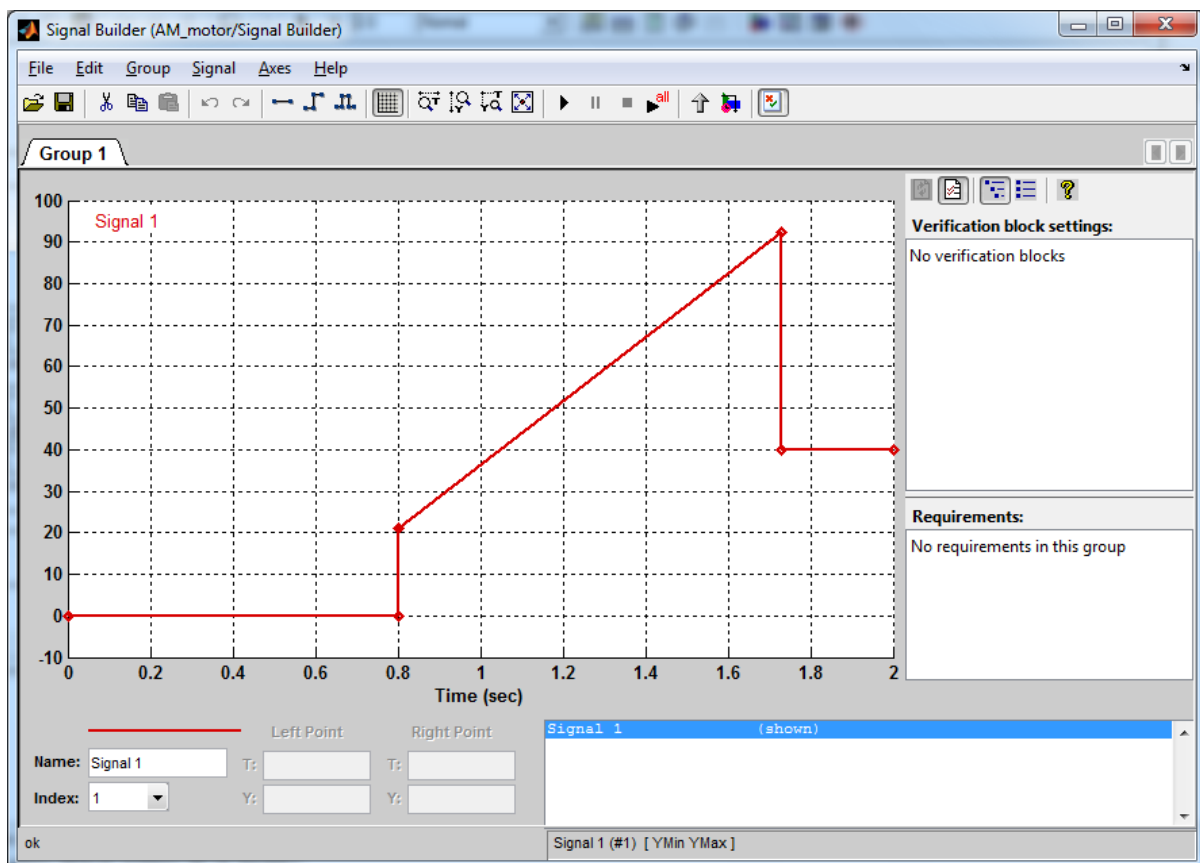 Signal Builder (AM_motor/Signal Builder)
File Edit Group Signal Axes Help
all
Group 1
Signal 1
100
90
80
70
60
50
40
30
20
10
0
-10
0 0.2 0.4 0.6 0.8 1 1.2 1.4 1.6 1.8 2
Time (sec)
Verification block settings:
No verification blocks
Requirements:
No requirements in this group
Left Point Right Point
Name: Signal 1 T: T:
Index: 1 Y: Y:
Signal 1 (shown)
ok
Signal 1 (#1) [ YMin YMax ]